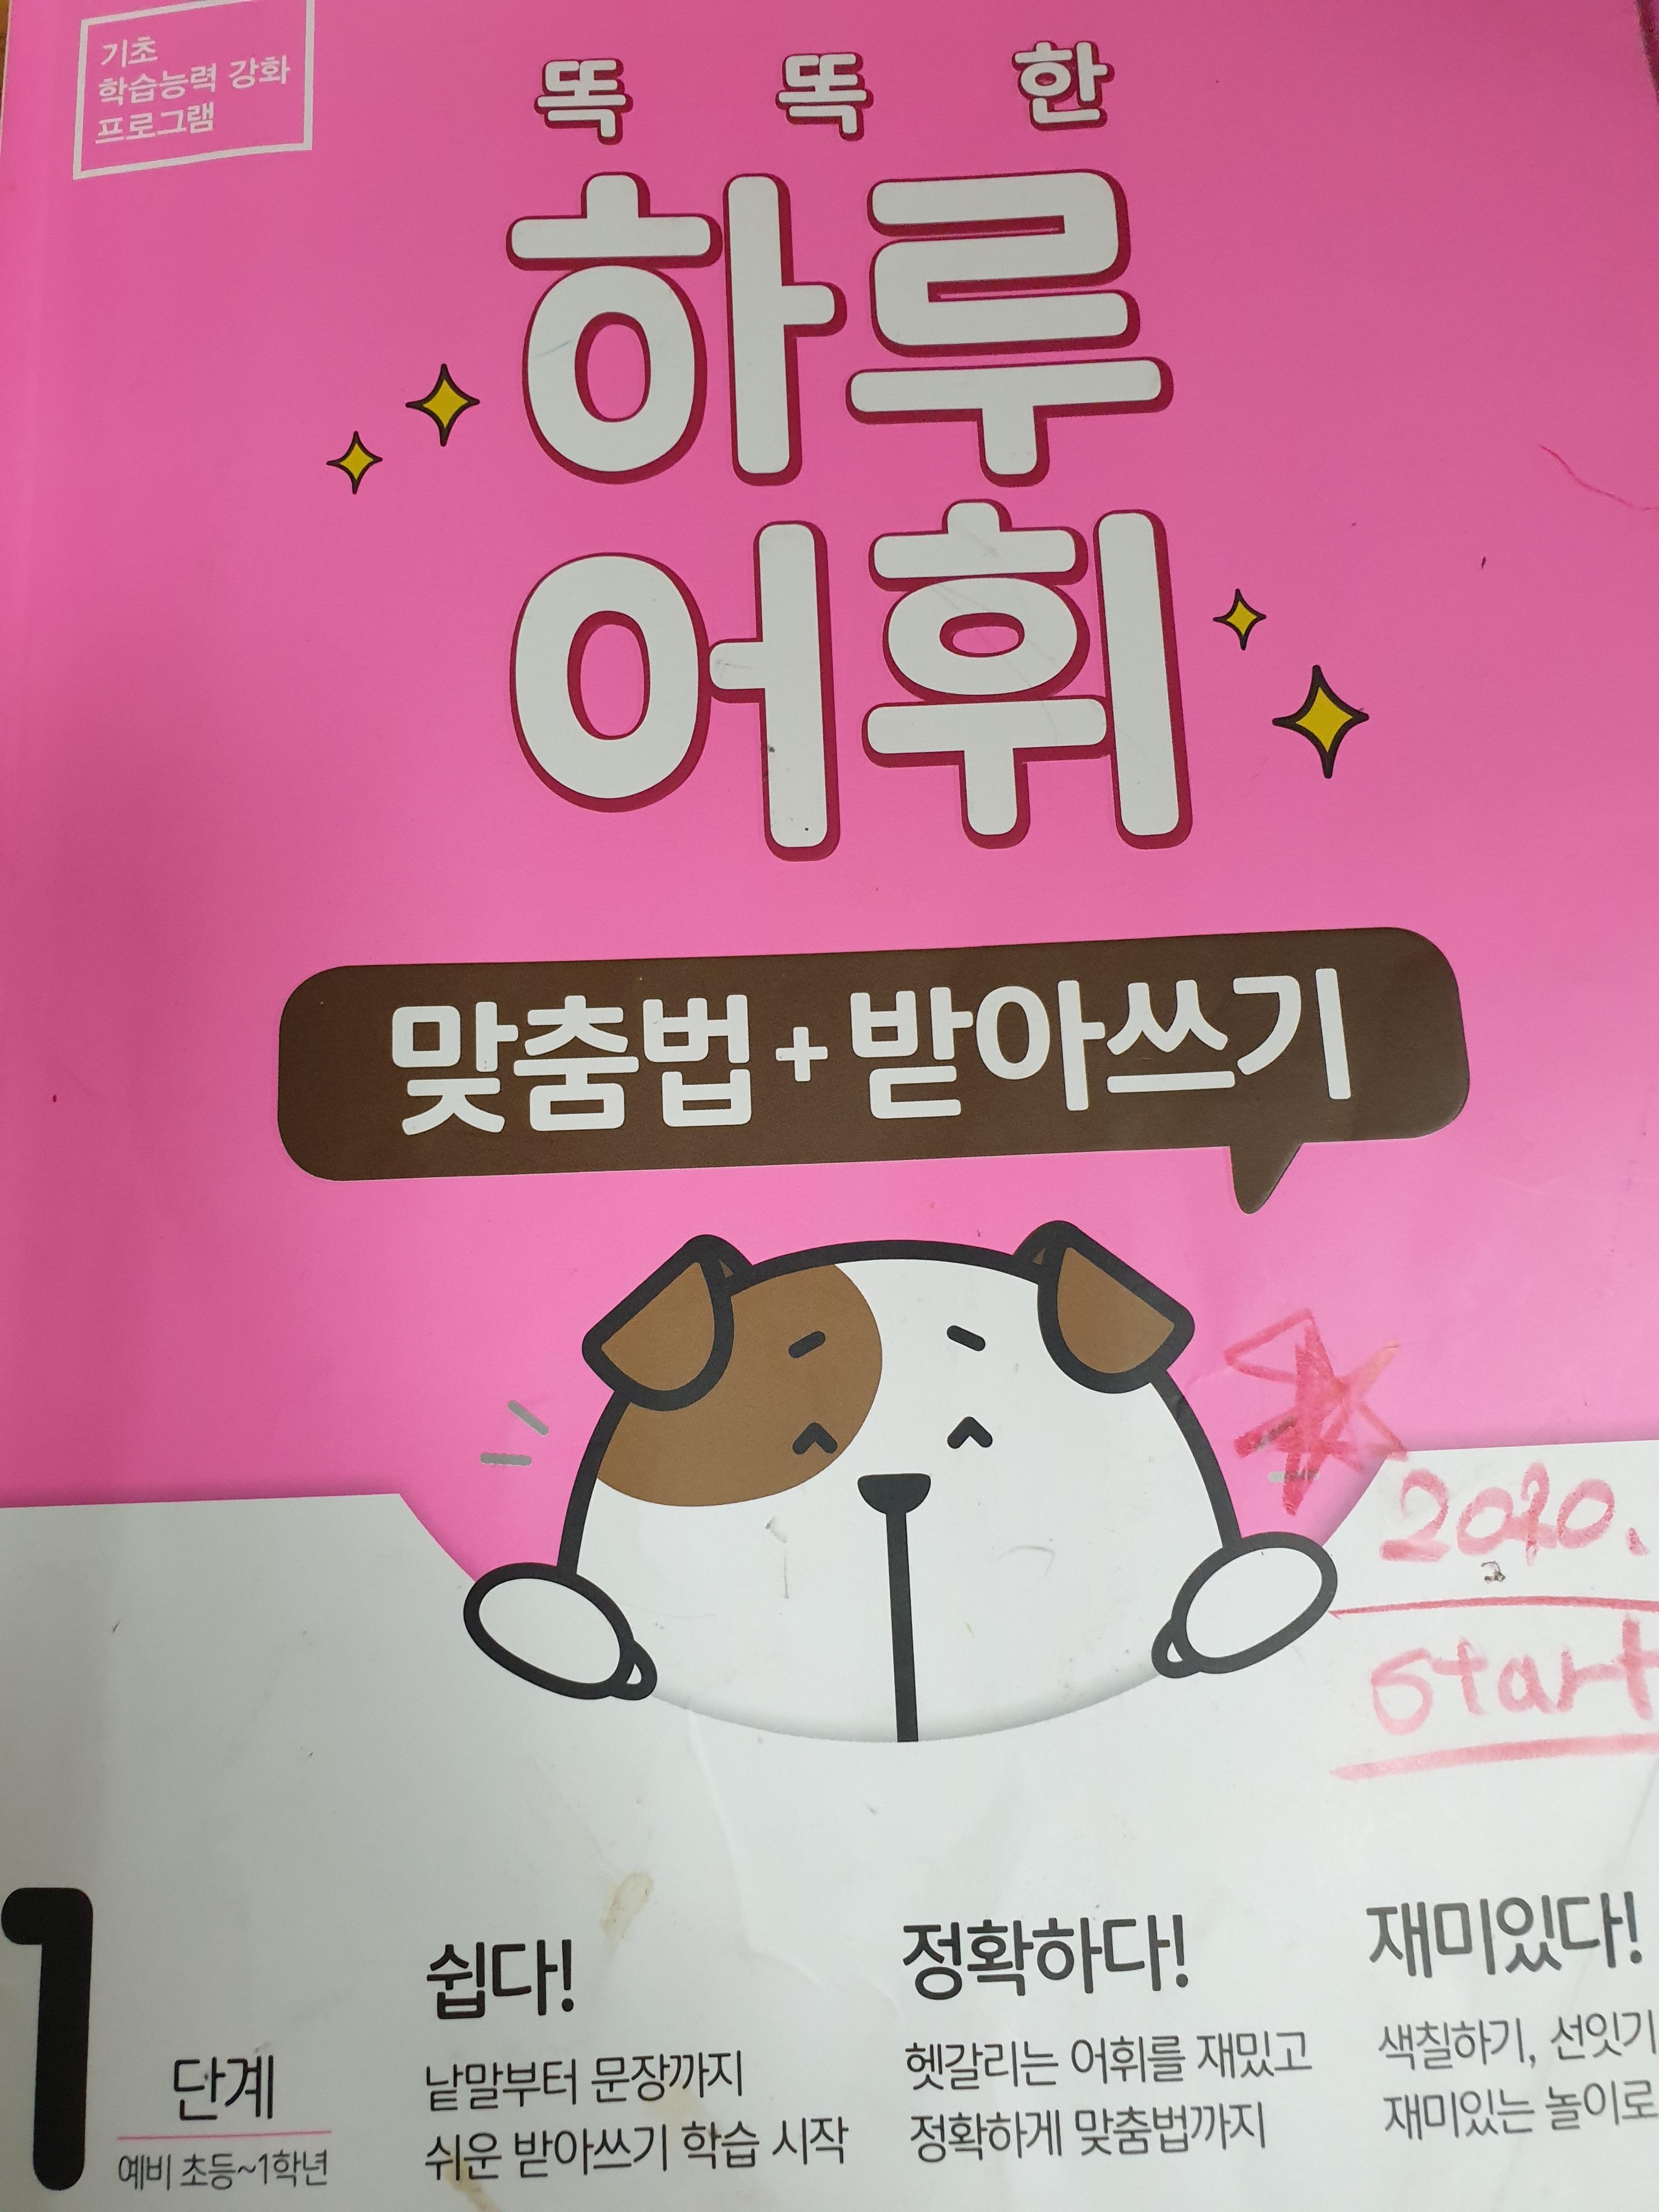 기초
학습능력 강화
프로그램
똑똑한
하루
어휘
맞춤법+받아쓰기
2020.
2
start
1
단계
예비 초등~1학년
쉽다!
낱말부터 문장까지
쉬운 받아쓰기 학습 시작
정확하다!
헷갈리는 어휘를 재밌고
정확하게 맞춤법까지
재미있다!
색칠하기, 선잇기
재미있는 놀이로